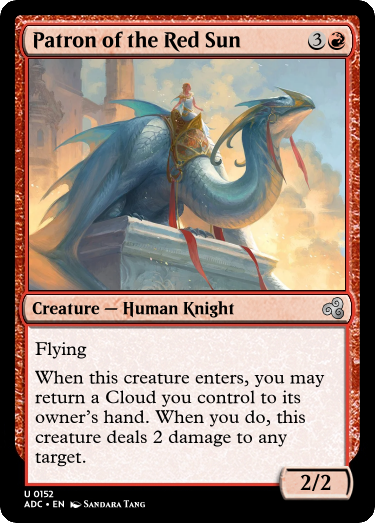 Patron of the Red Sun 3
Creature — Human Knight
Flying
When this creature enters, you may
return a Cloud you control to its
owner's hand. When you do, this
creature deals 2 damage to any
target.
2/2
U 0152
ADC • EN Sandara Tang